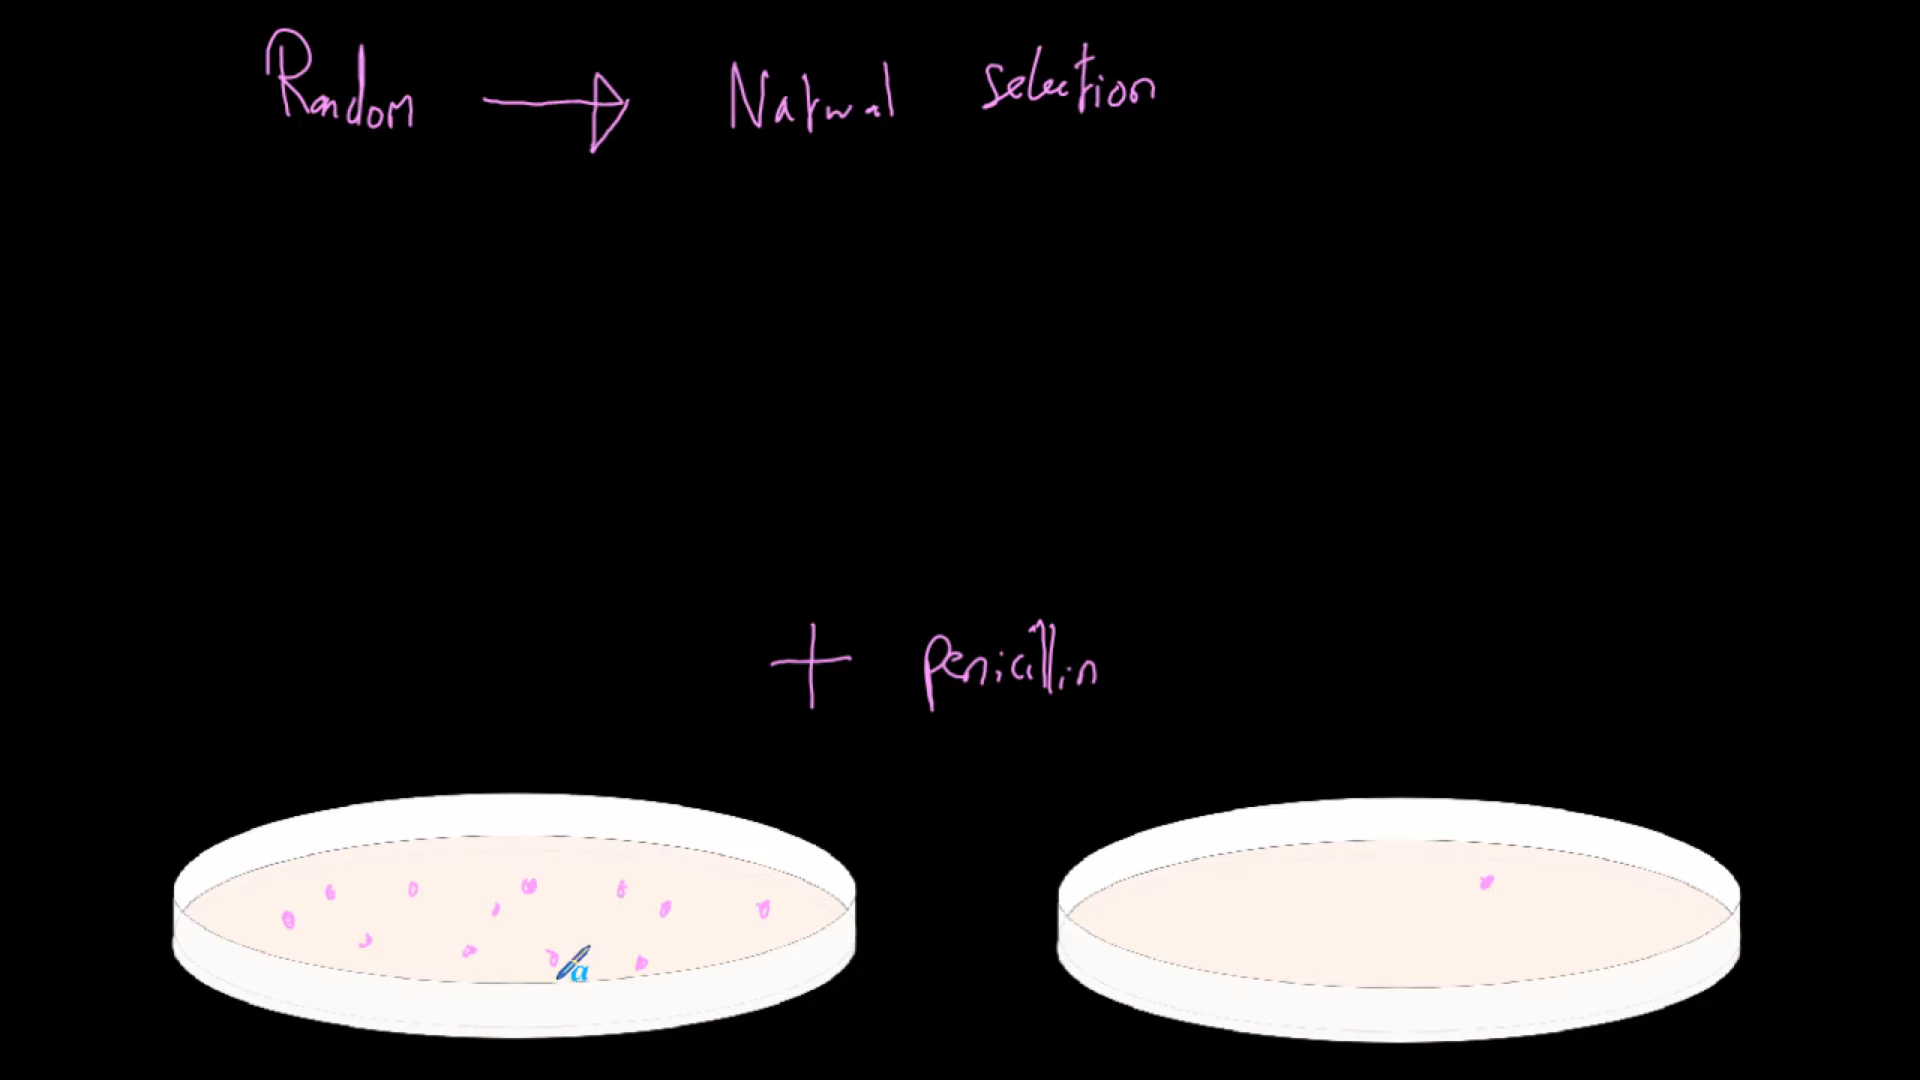 Random → Natural selection
+ penicillin
a